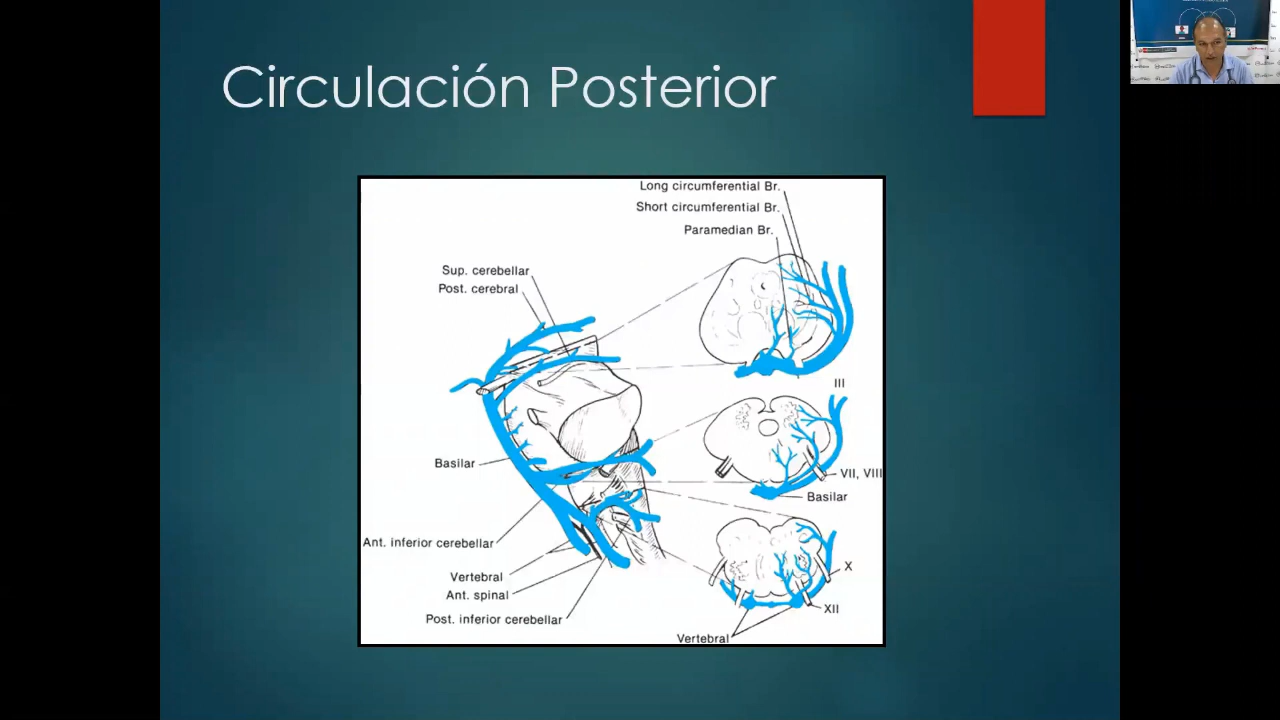 Circulación Posterior
Long circumferential Br.
Short circumferential Br.
Paramedian Br.
Sup. cerebellar
Post. cerebral
III
Basilar
VII, VIII
Basilar
Ant. inferior cerebellar
X
Vertebral
Ant. spinal
XII
Post. inferior cerebellar
Vertebral